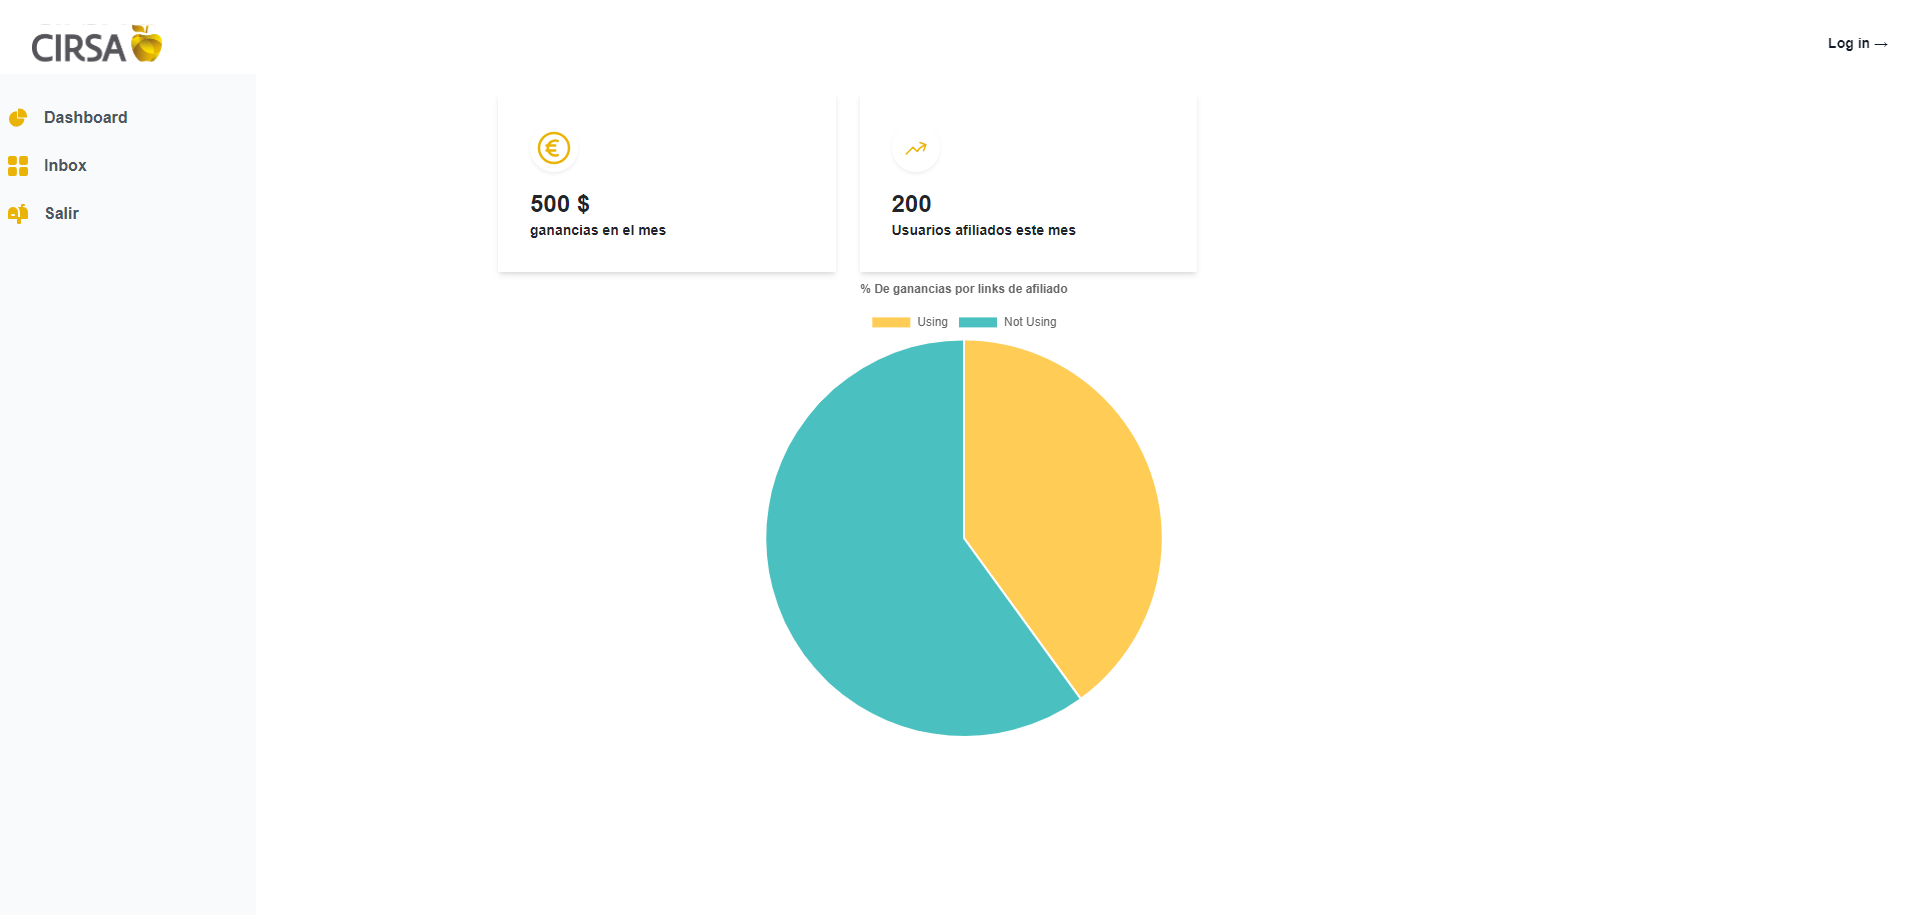 CIRSA
Log in →
Dashboard
Inbox
Salir
500 $
ganancias en el mes
200
Usuarios afiliados este mes
% De ganancias por links de afiliado
Using
Not Using